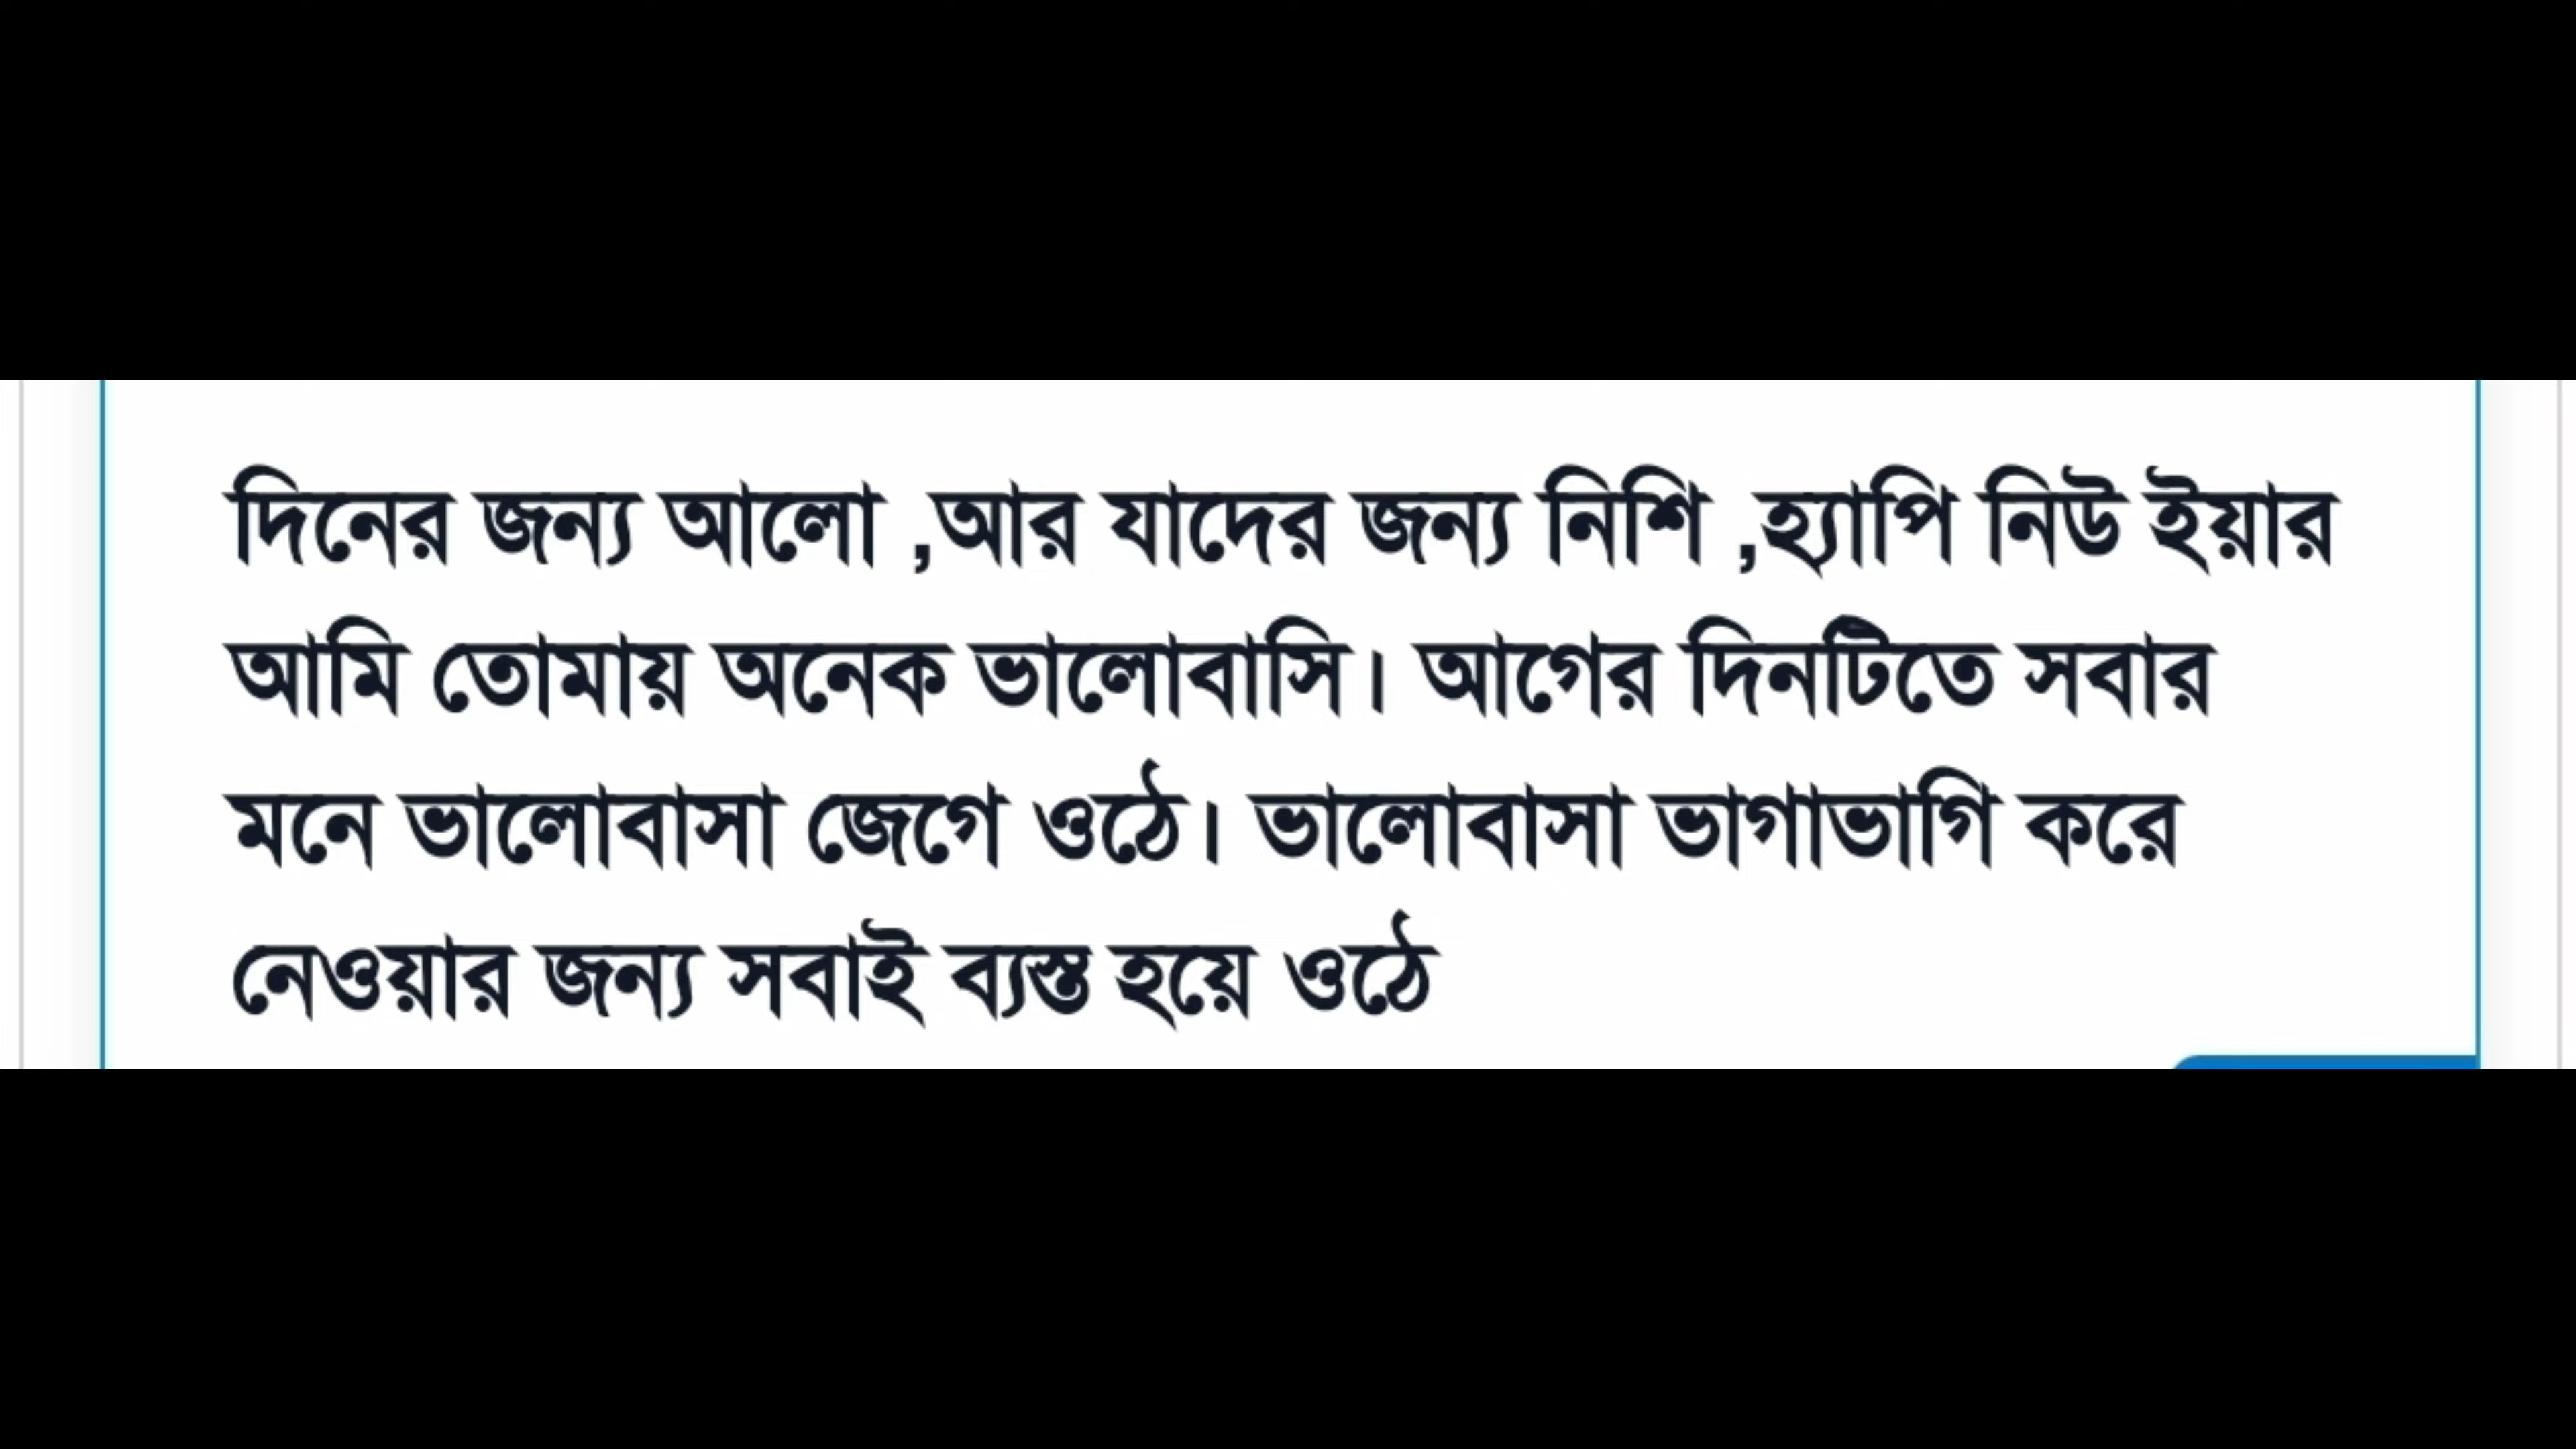 দিনের জন্য আলো ,আর যাদের জন্য নিশি ,হ্যাপি নিউ ইয়ার
আমি তোমায় অনেক ভালোবাসি। আগের দিনটিতে সবার
মনে ভালোবাসা জেগে ওঠে। ভালোবাসা ভাগাভাগি করে
নেওয়ার জন্য সবাই ব্যস্ত হয়ে ওঠে